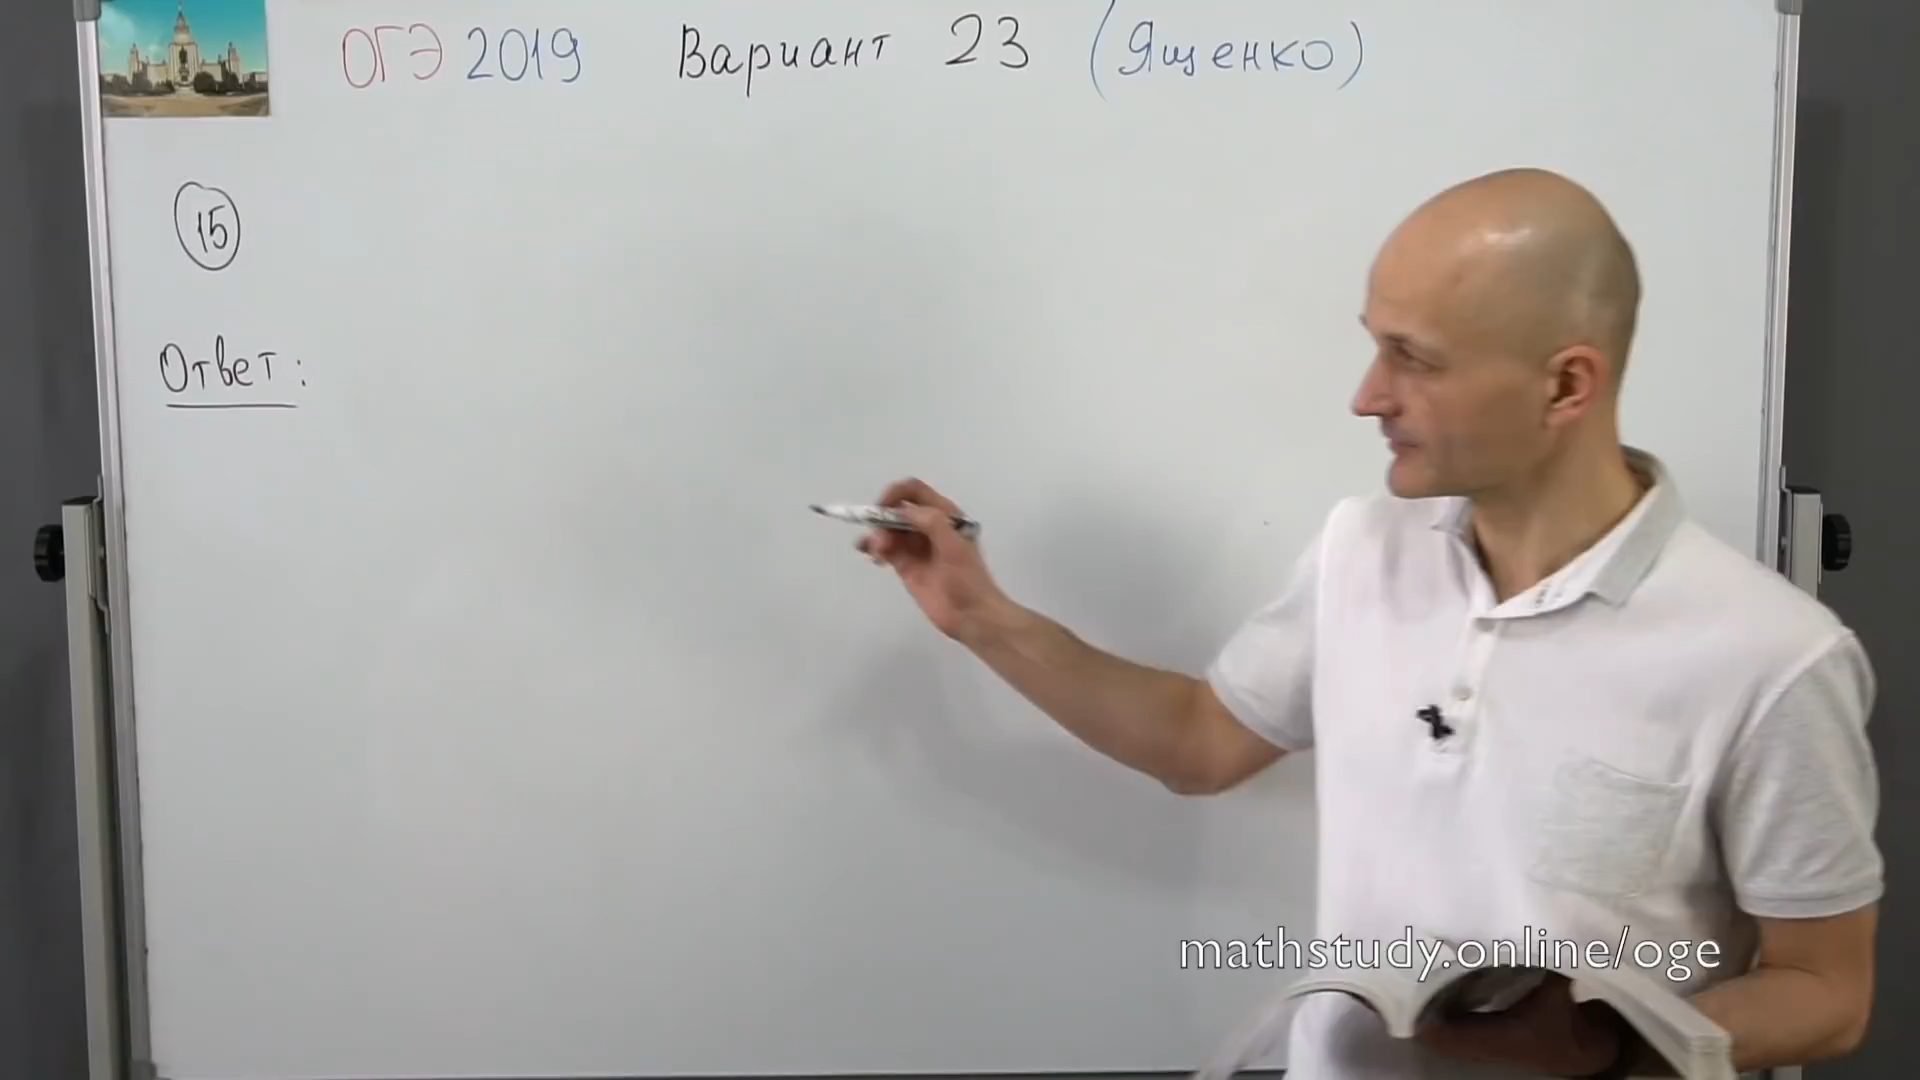 ОГЭ 2019 Вариант 23 (Ященко)
15
Ответ:
mathstudy.online/oge